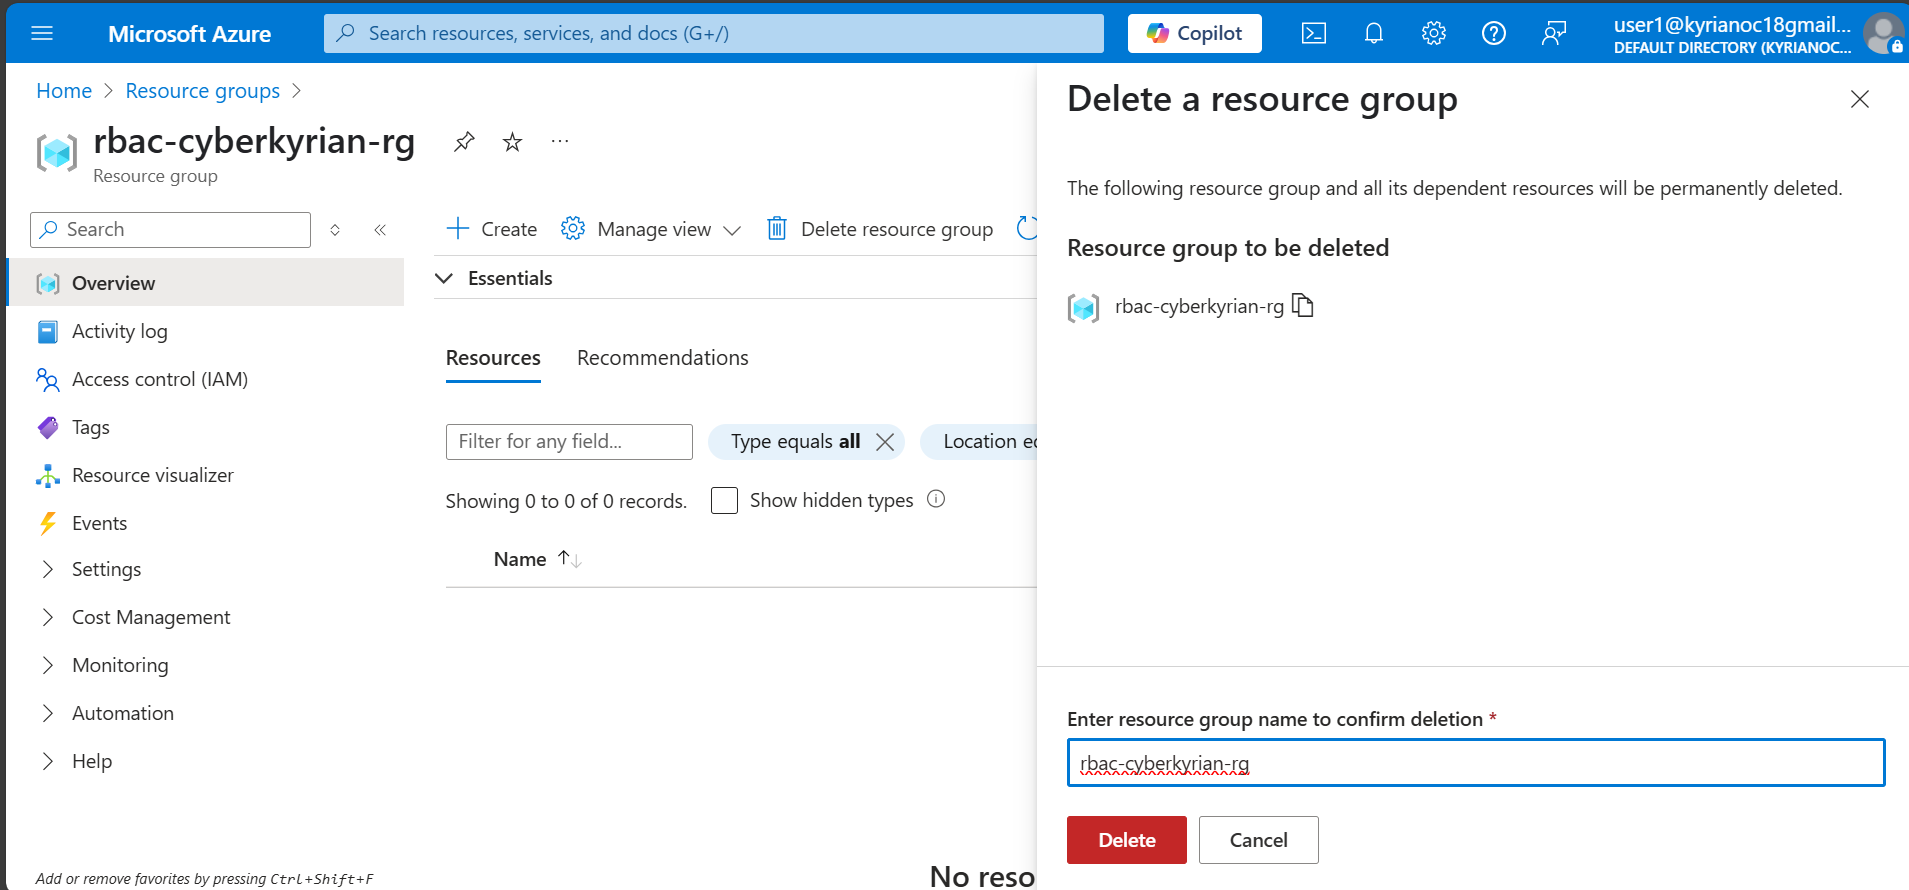 Microsoft Azure
Search resources, services, and docs (G+/)
Copilot
user1@kyrianoc18gmail...
DEFAULT DIRECTORY (KYRIANOC...
Home > Resource groups >
rbac-cyberkyrian-rg
Resource group
Search
Overview
Activity log
Access control (IAM)
Tags
Resource visualizer
Events
Settings
Cost Management
Monitoring
Automation
Help
Add or remove favorites by pressing Ctrl+Shift+F
Create
Manage view
Delete resource group
Essentials
Resources
Recommendations
Filter for any field...
Type equals all
Location
Showing 0 to 0 of 0 records.
Show hidden types
Name
No
Delete a resource group
The following resource group and all its dependent resources will be permanently deleted.
Resource group to be deleted
rbac-cyberkyrian-rg
Enter resource group name to confirm deletion *
rbac-cyberkyrian-rg
Delete
Cancel